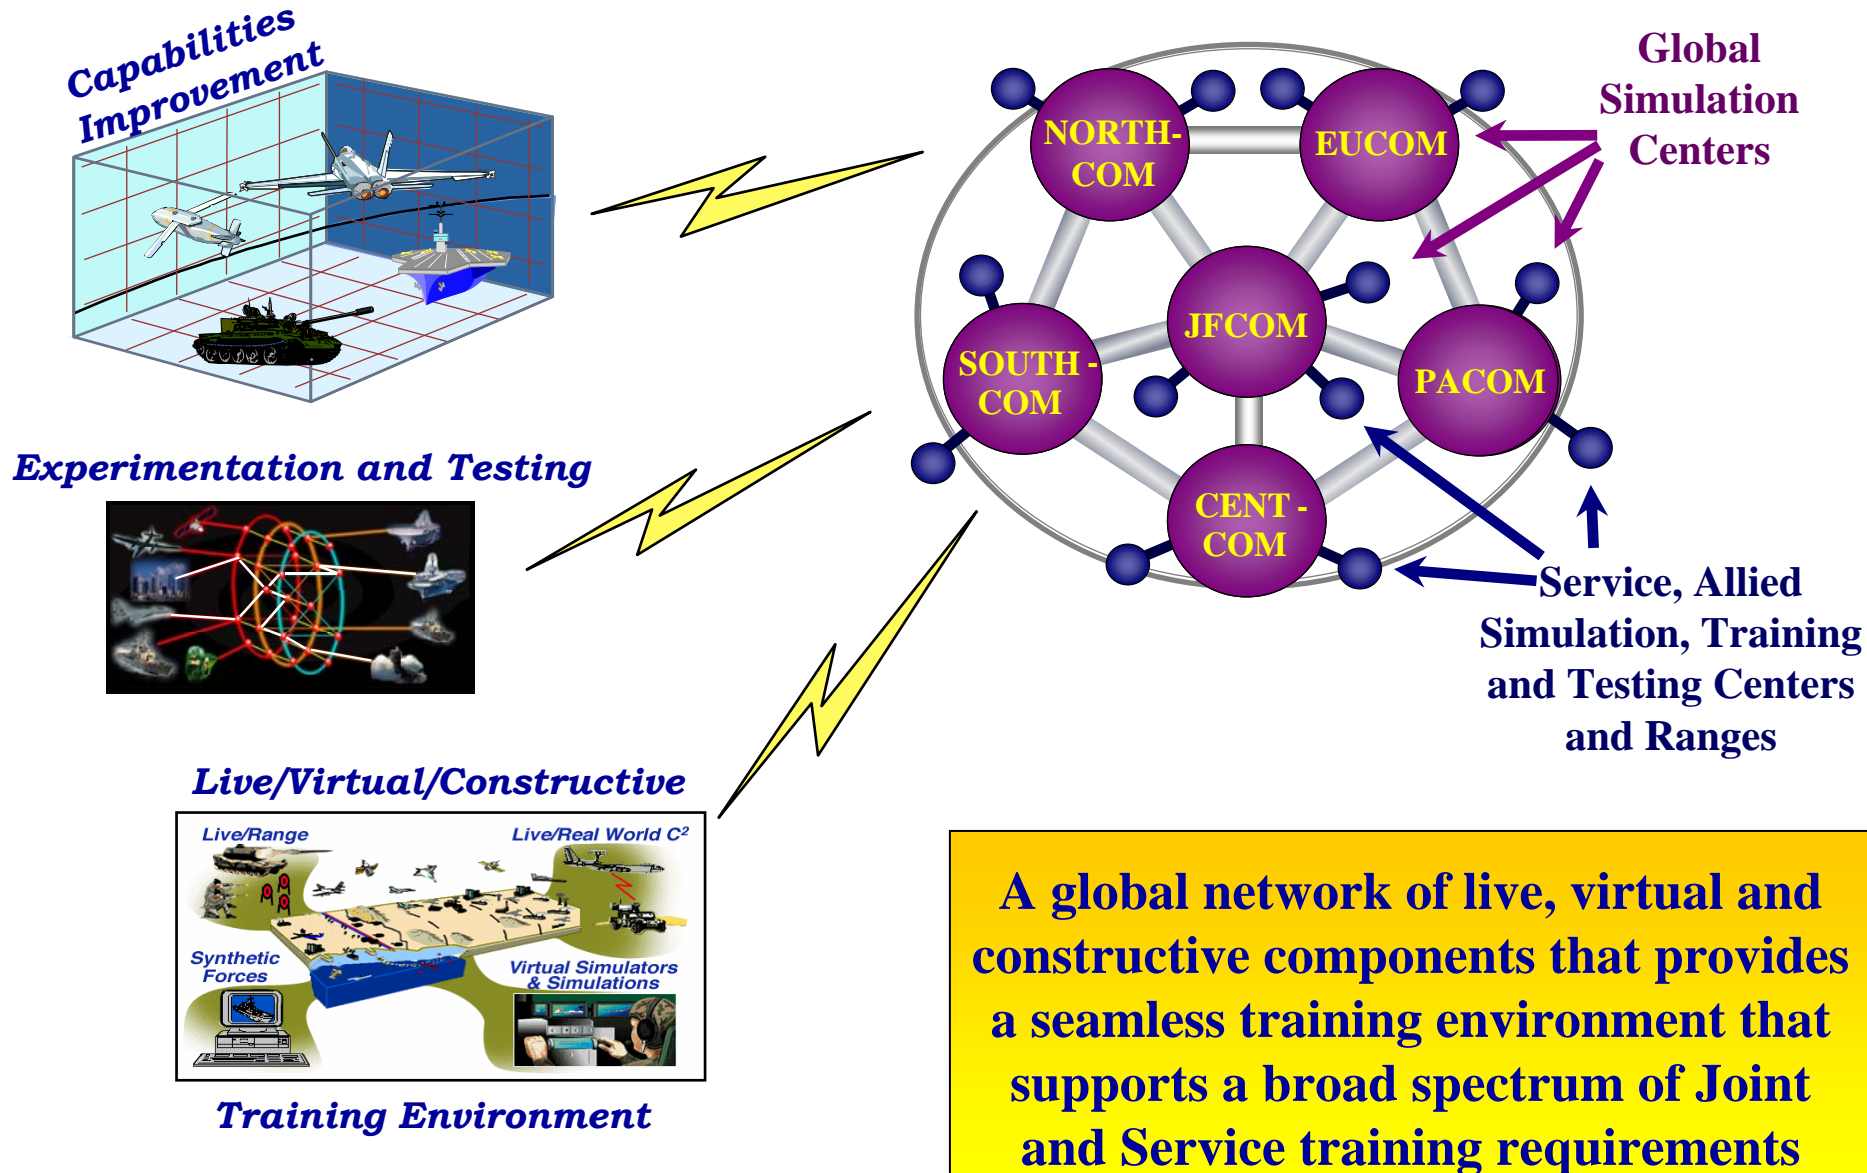 Capabilities
Improvement
Experimentation and Testing
Live/Virtual/Constructive
Live/Range
Live/Real World C²
Synthetic
Forces
Virtual Simulators
& Simulations
Training Environment
NORTH-
COM
EUCOM
JFCOM
SOUTH -
COM
PACOM
CENT -
COM
Global
Simulation
Centers
Service, Allied
Simulation, Training
and Testing Centers
and Ranges
A global network of live, virtual and
constructive components that provides
a seamless training environment that
supports a broad spectrum of Joint
and Service training requirements